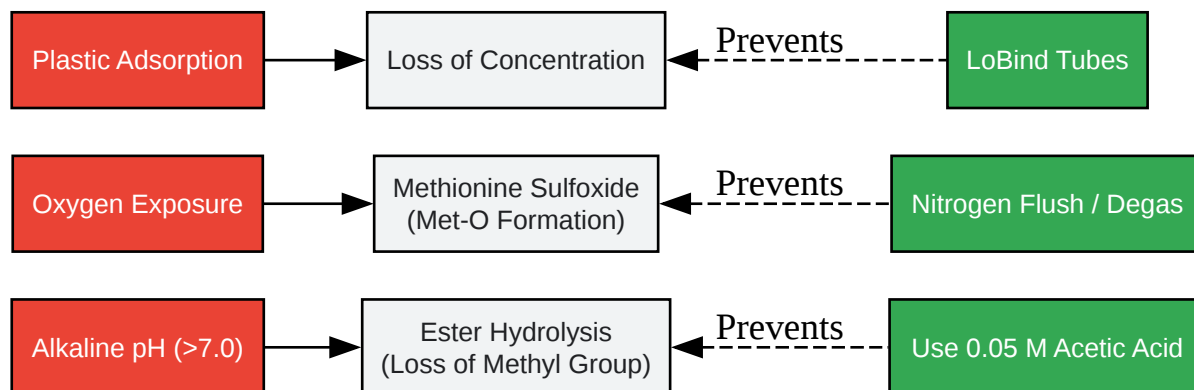 Plastic Adsorption
Loss of Concentration
Prevents
LoBind Tubes
Oxygen Exposure
Methionine Sulfoxide
(Met-O Formation)
Prevents
Nitrogen Flush / Degas
Alkaline pH (>7.0)
Ester Hydrolysis
(Loss of Methyl Group)
Prevents
Use 0.05 M Acetic Acid